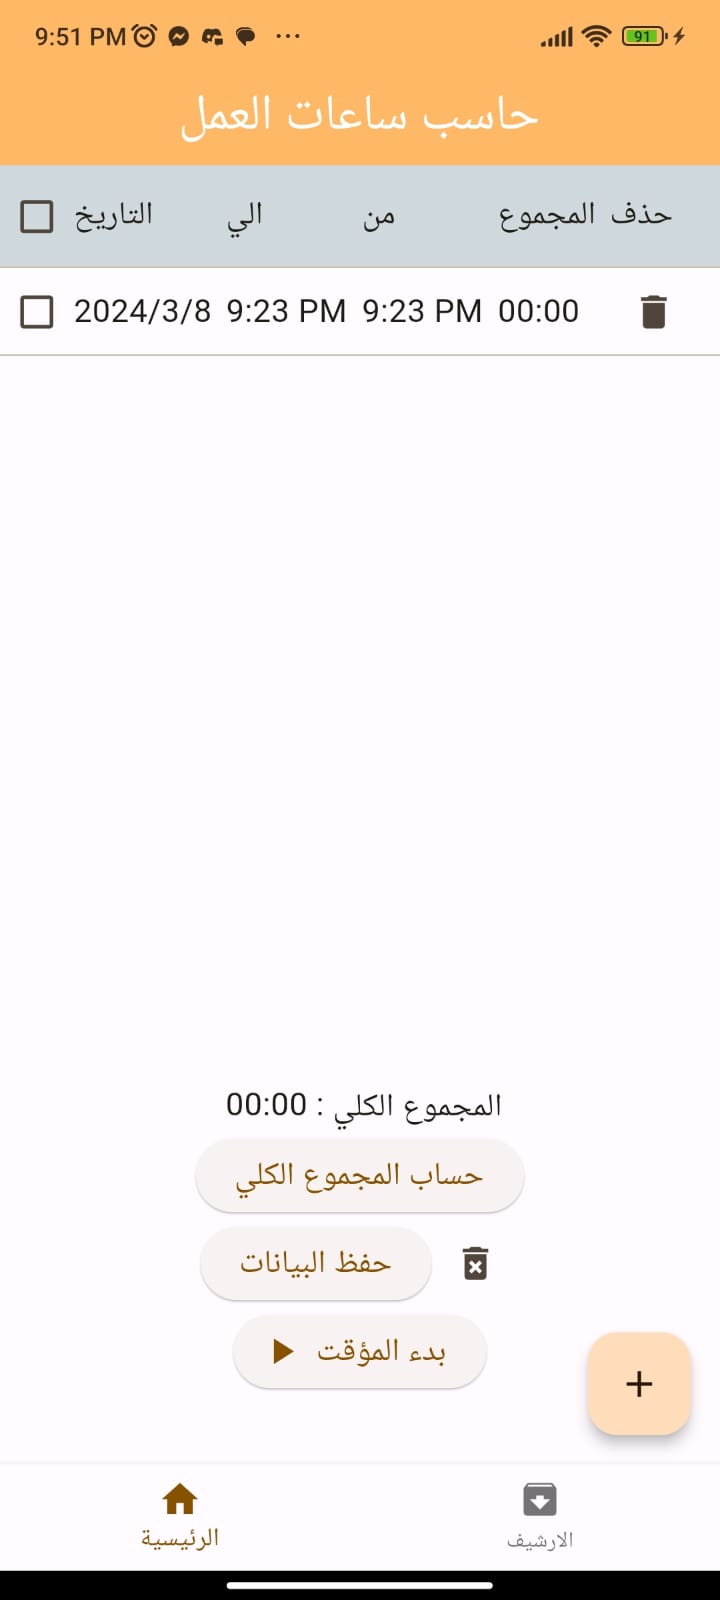 9:51 PM
91
حاسب ساعات العمل
التاريخ الي من المجموع حذف
2024/3/8 9:23 PM 9:23 PM 00:00
المجموع الكلي : 00:00
حساب المجموع الكلي
حفظ البيانات
بدء المؤقت
+
الرئيسية
الارشيف